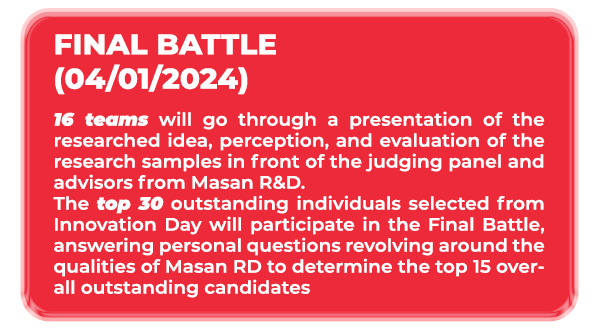 FINAL BATTLE
(04/01/2024)
16 teams will go through a presentation of the
researched idea, perception, and evaluation of the
research samples in front of the judging panel and
advisors from Masan R&D.
The top 30 outstanding individuals selected from
Innovation Day will participate in the Final Battle,
answering personal questions revolving around the
qualities of Masan RD to determine the top 15 over-
all outstanding candidates